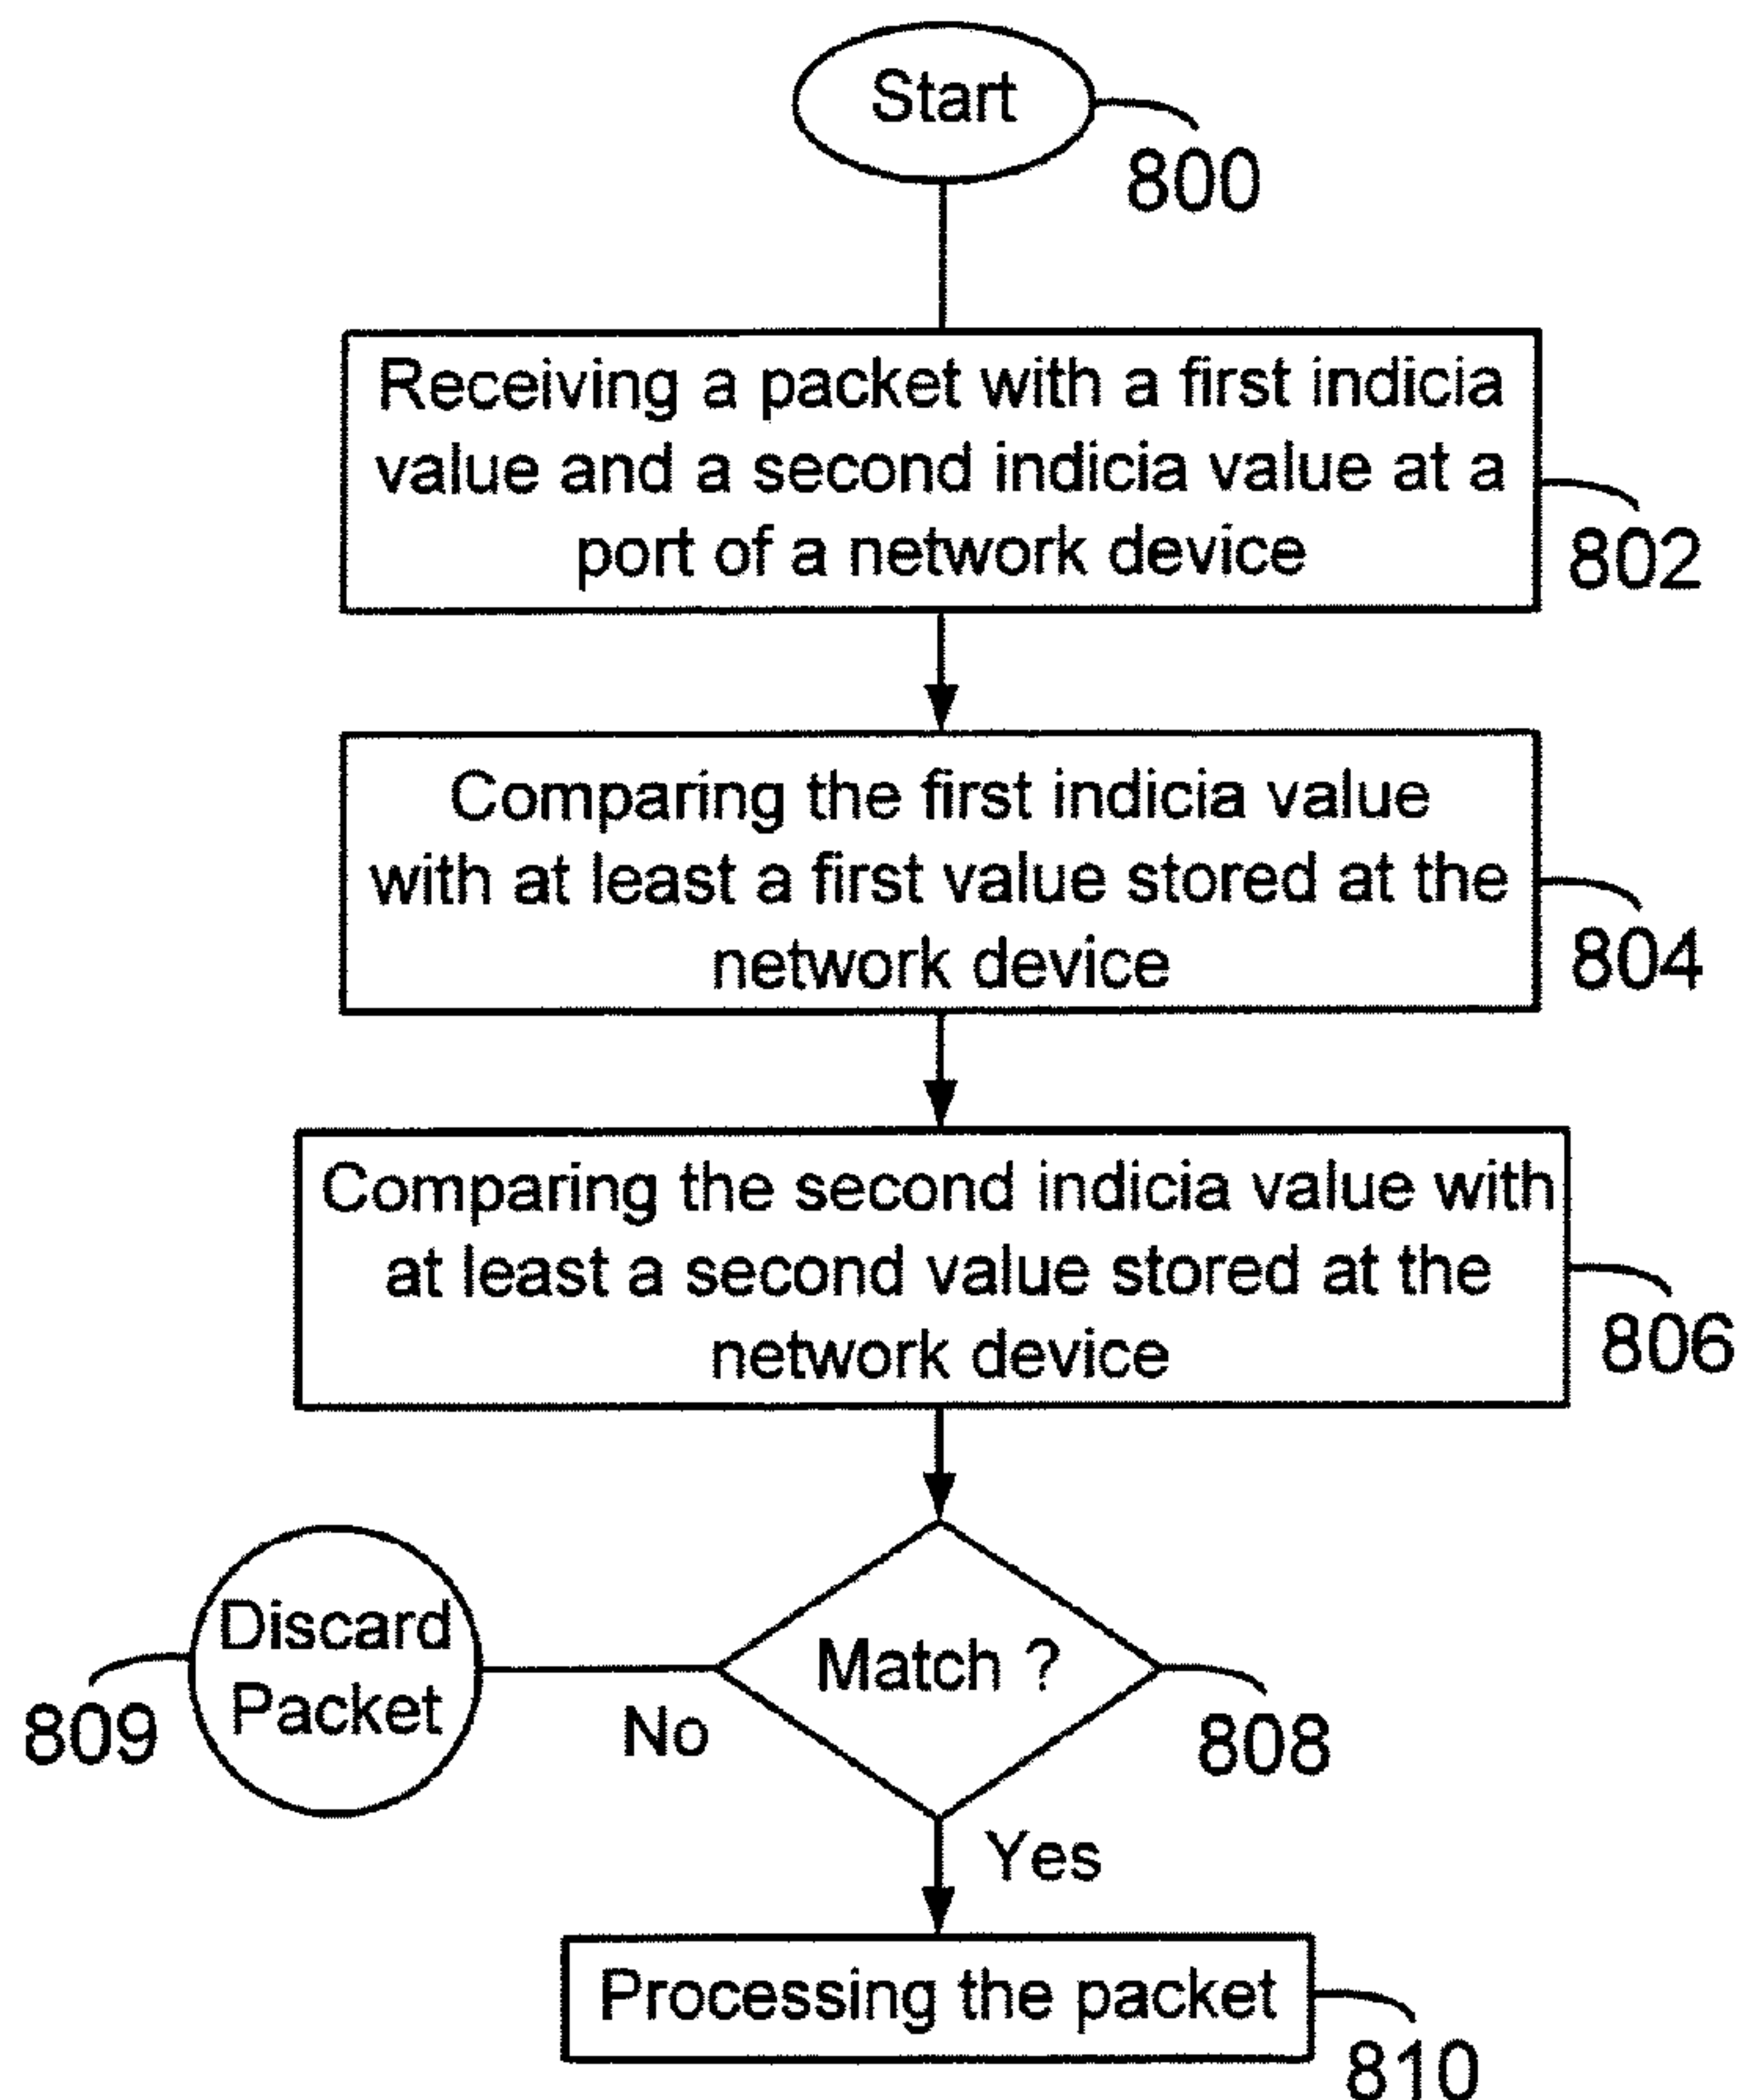 Start
800
Receiving a packet with a first indicia
value and a second indicia value at a
port of a network device
802
Comparing the first indicia value
with at least a first value stored at the
network device
804
Comparing the second indicia value with
at least a second value stored at the
network device
806
Discard
Packet
809
Match ?
808
No
Yes
Processing the packet
810